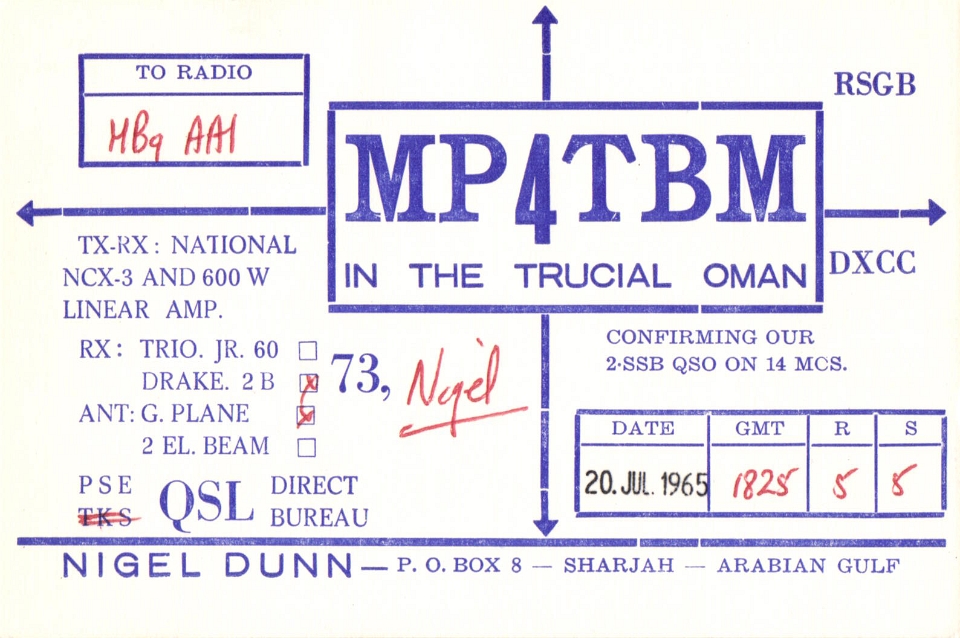 TO RADIO
HB9 AAI
RSGB
MP4TBM
IN THE TRUCIAL OMAN
DXCC
TX-RX: NATIONAL
NCX-3 AND 600 W
LINEAR AMP.
RX: TRIO. JR. 60 ☐
DRAKE. 2 B ☒
ANT: G. PLANE ☒
2 EL. BEAM ☐
73, Nigel
CONFIRMING OUR
2·SSB QSO ON 14 MCS.
DATE GMT R S
20. JUL. 1965 1825 5 5
PSE QSL DIRECT
TKS BUREAU
NIGEL DUNN — P. O. BOX 8 — SHARJAH — ARABIAN GULF